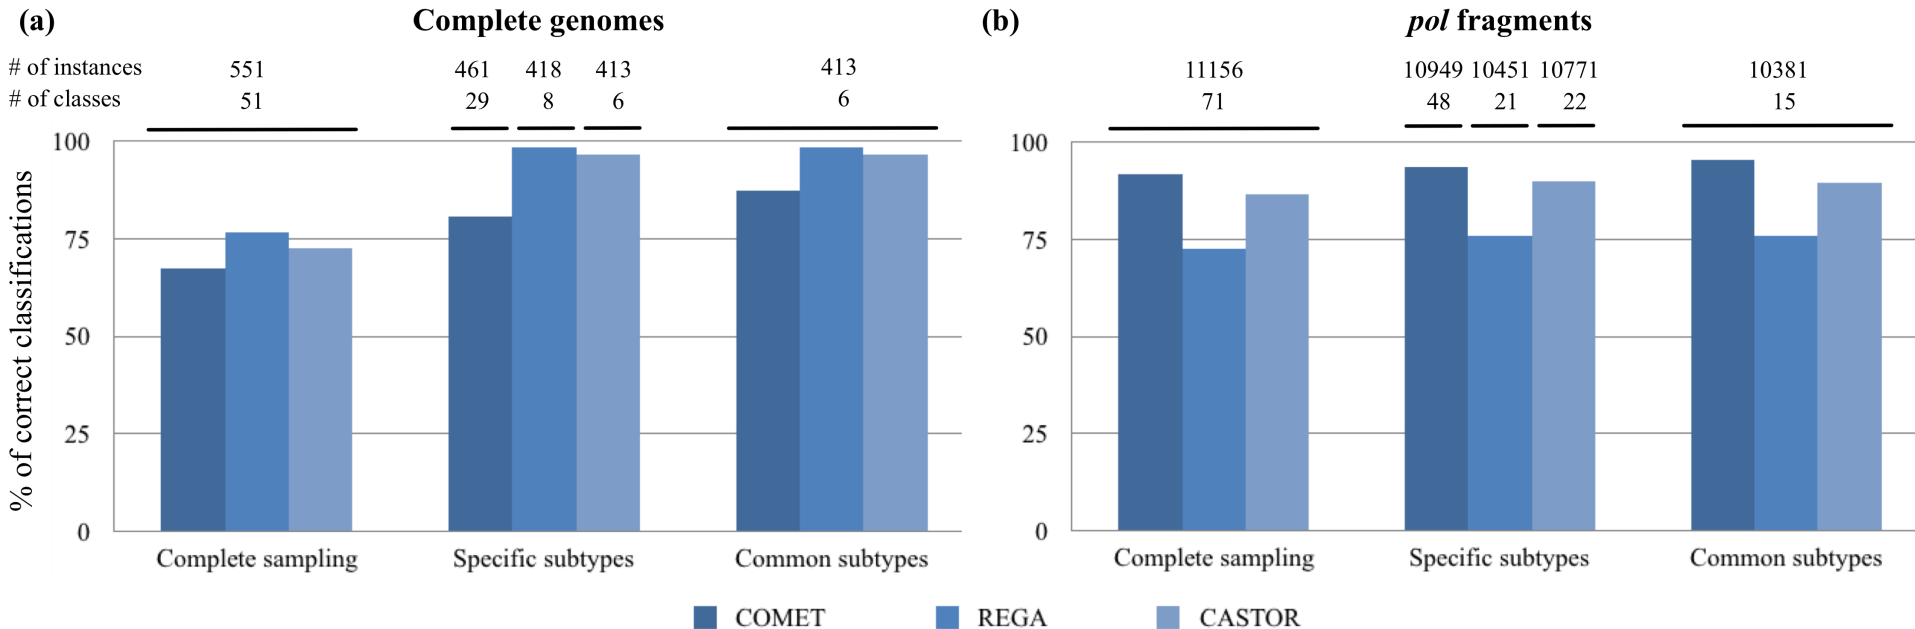 (a) Complete genomes
# of instances 551 461 418 413 413
# of classes 51 29 8 6 6
% of correct classifications
100
75
50
25
0
Complete sampling Specific subtypes Common subtypes
(b) pol fragments
11156 10949 10451 10771 10381
71 48 21 22 15
100
75
50
25
0
Complete sampling Specific subtypes Common subtypes
COMET REGA CASTOR